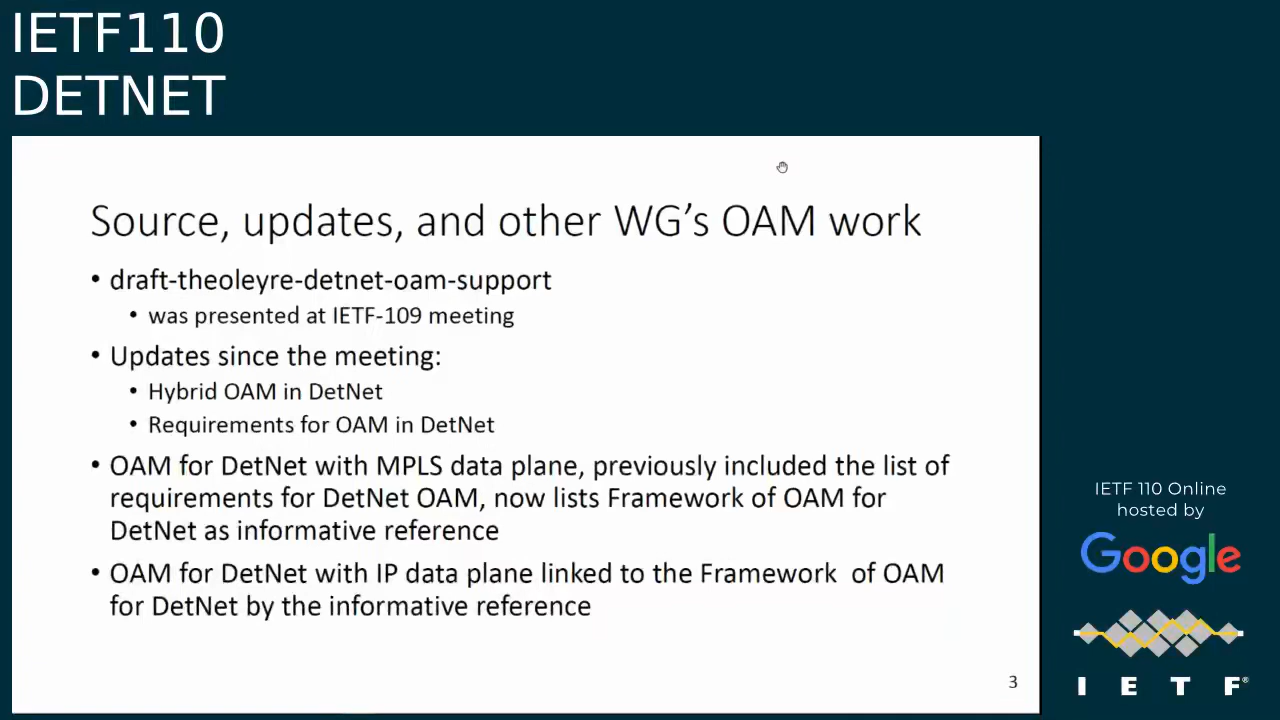 IETF110
DETNET
Source, updates, and other WG's OAM work
• draft-theoleyre-detnet-oam-support
• was presented at IETF-109 meeting
• Updates since the meeting:
• Hybrid OAM in DetNet
• Requirements for OAM in DetNet
• OAM for DetNet with MPLS data plane, previously included the list of
requirements for DetNet OAM, now lists Framework of OAM for
DetNet as informative reference
• OAM for DetNet with IP data plane linked to the Framework of OAM
for DetNet by the informative reference
3
IETF 110 Online
hosted by
Google
I E T F®